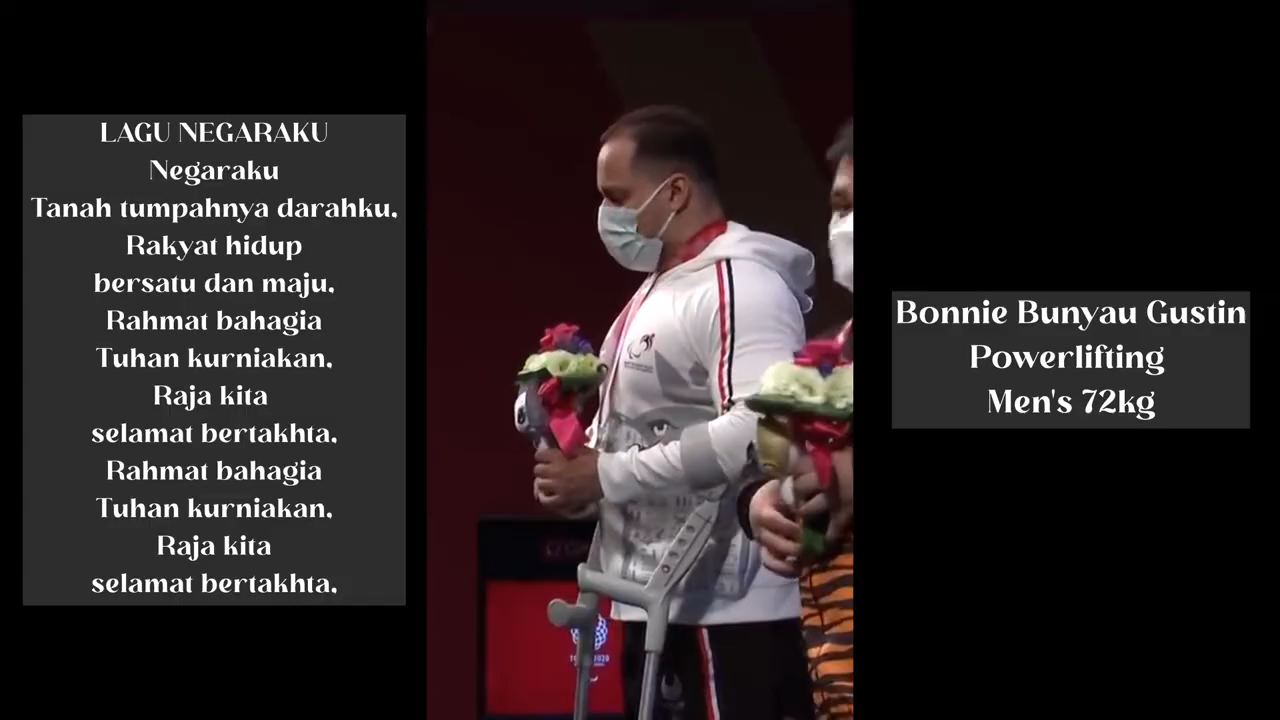 LAGU NEGARAKU
Negaraku
Tanah tumpahnya darahku,
Rakyat hidup
bersatu dan maju,
Rahmat bahagia
Tuhan kurniakan,
Raja kita
selamat bertakhta,
Rahmat bahagia
Tuhan kurniakan,
Raja kita
selamat bertakhta,
Bonnie Bunyau Gustin
Powerlifting
Men's 72kg